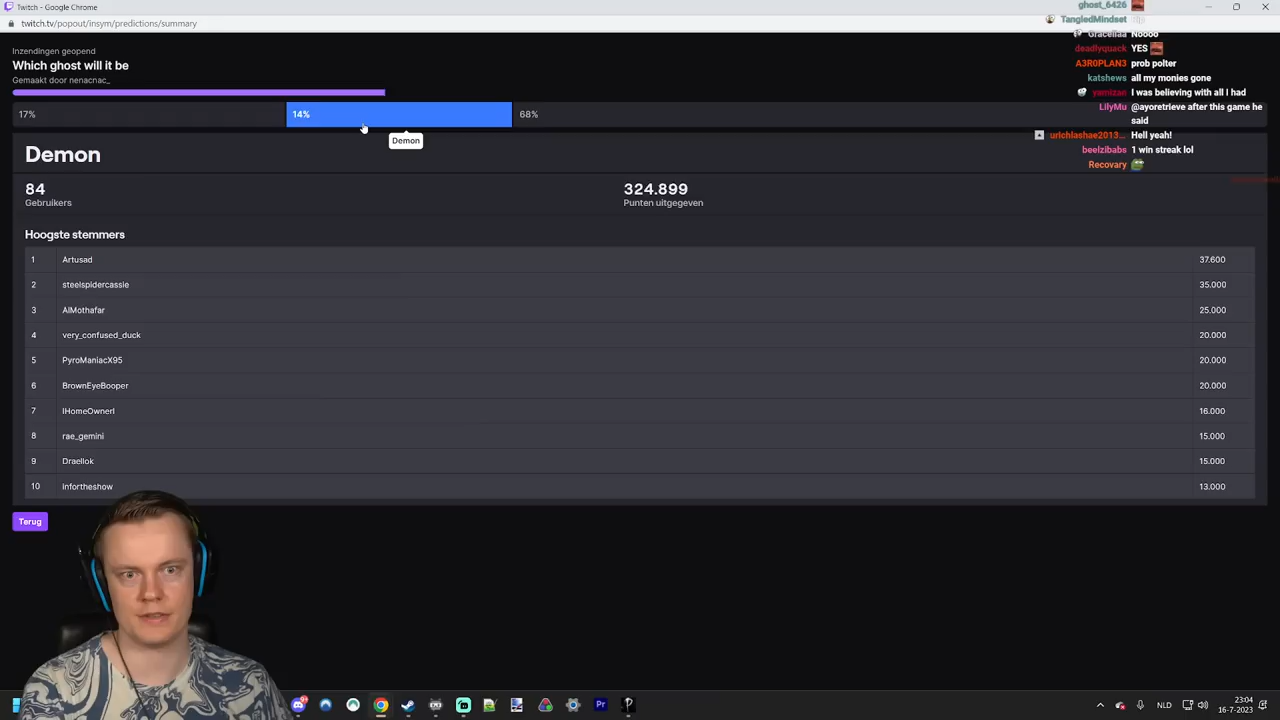 Twitch - Google Chrome
twitch.tv/popout/insym/predictions/summary
Inzendingen geopend
Which ghost will it be
Gemaakt door nenacnac_
17%
14%
68%
Demon
Demon
84
Gebruikers
324.899
Punten uitgegeven
Hoogste stemmers
1 Artusad 37.600
2 steelspidercassie 35.000
3 AlMothafar 25.000
4 very_confused_duck 20.000
5 PyroManiacX95 20.000
6 BrownEyeBooper 20.000
7 IHomeOwnerI 16.000
8 rae_gemini 15.000
9 Draellok 15.000
10 Infortheshow 13.000
Terug
ghost_6426
TangledMindset
Gracellaa Noooo
deadlyquack YES
A3R0PLAN3 prob polter
katshews all my monies gone
yamizan I was believing with all I had
LilyMu @ayoretrieve after this game he
said
urichlashae2013... Hell yeah!
beelzibabs 1 win streak lol
Recovary
NLD
23:04
16-7-2023